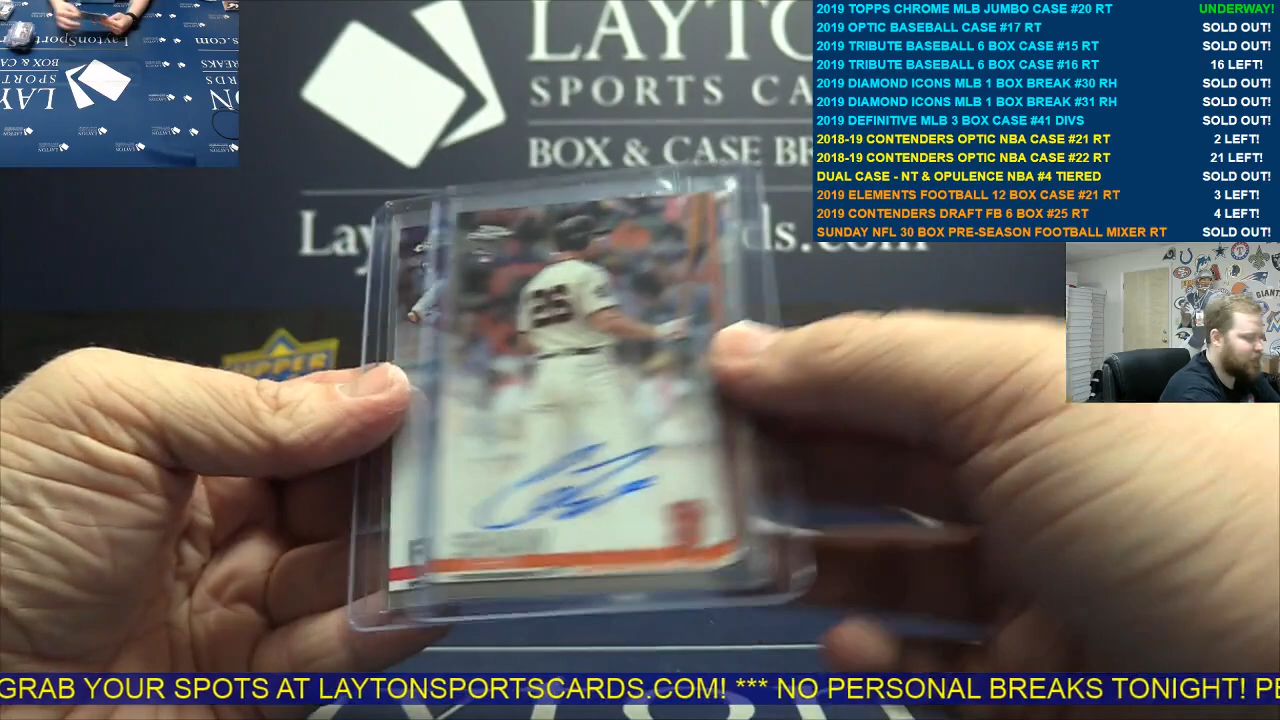 2019 TOPPS CHROME MLB JUMBO CASE #20 RT UNDERWAY!
2019 OPTIC BASEBALL CASE #17 RT SOLD OUT!
2019 TRIBUTE BASEBALL 6 BOX CASE #15 RT SOLD OUT!
2019 TRIBUTE BASEBALL 6 BOX CASE #16 RT 16 LEFT!
2019 DIAMOND ICONS MLB 1 BOX BREAK #30 RH SOLD OUT!
2019 DIAMOND ICONS MLB 1 BOX BREAK #31 RH SOLD OUT!
2019 DEFINITIVE MLB 3 BOX CASE #41 DIVS SOLD OUT!
2018-19 CONTENDERS OPTIC NBA CASE #21 RT 2 LEFT!
2018-19 CONTENDERS OPTIC NBA CASE #22 RT 21 LEFT!
DUAL CASE - NT & OPULENCE NBA #4 TIERED SOLD OUT!
2019 ELEMENTS FOOTBALL 12 BOX CASE #21 RT 3 LEFT!
2019 CONTENDERS DRAFT FB 6 BOX #25 RT 4 LEFT!
SUNDAY NFL 30 BOX PRE-SEASON FOOTBALL MIXER RT SOLD OUT!
LAYTO
SPORTS CA
BOX & CASE BR
Lay ds.com
UPPER
GRAB YOUR SPOTS AT LAYTONSPORTSCARDS.COM! *** NO PERSONAL BREAKS TONIGHT! PE